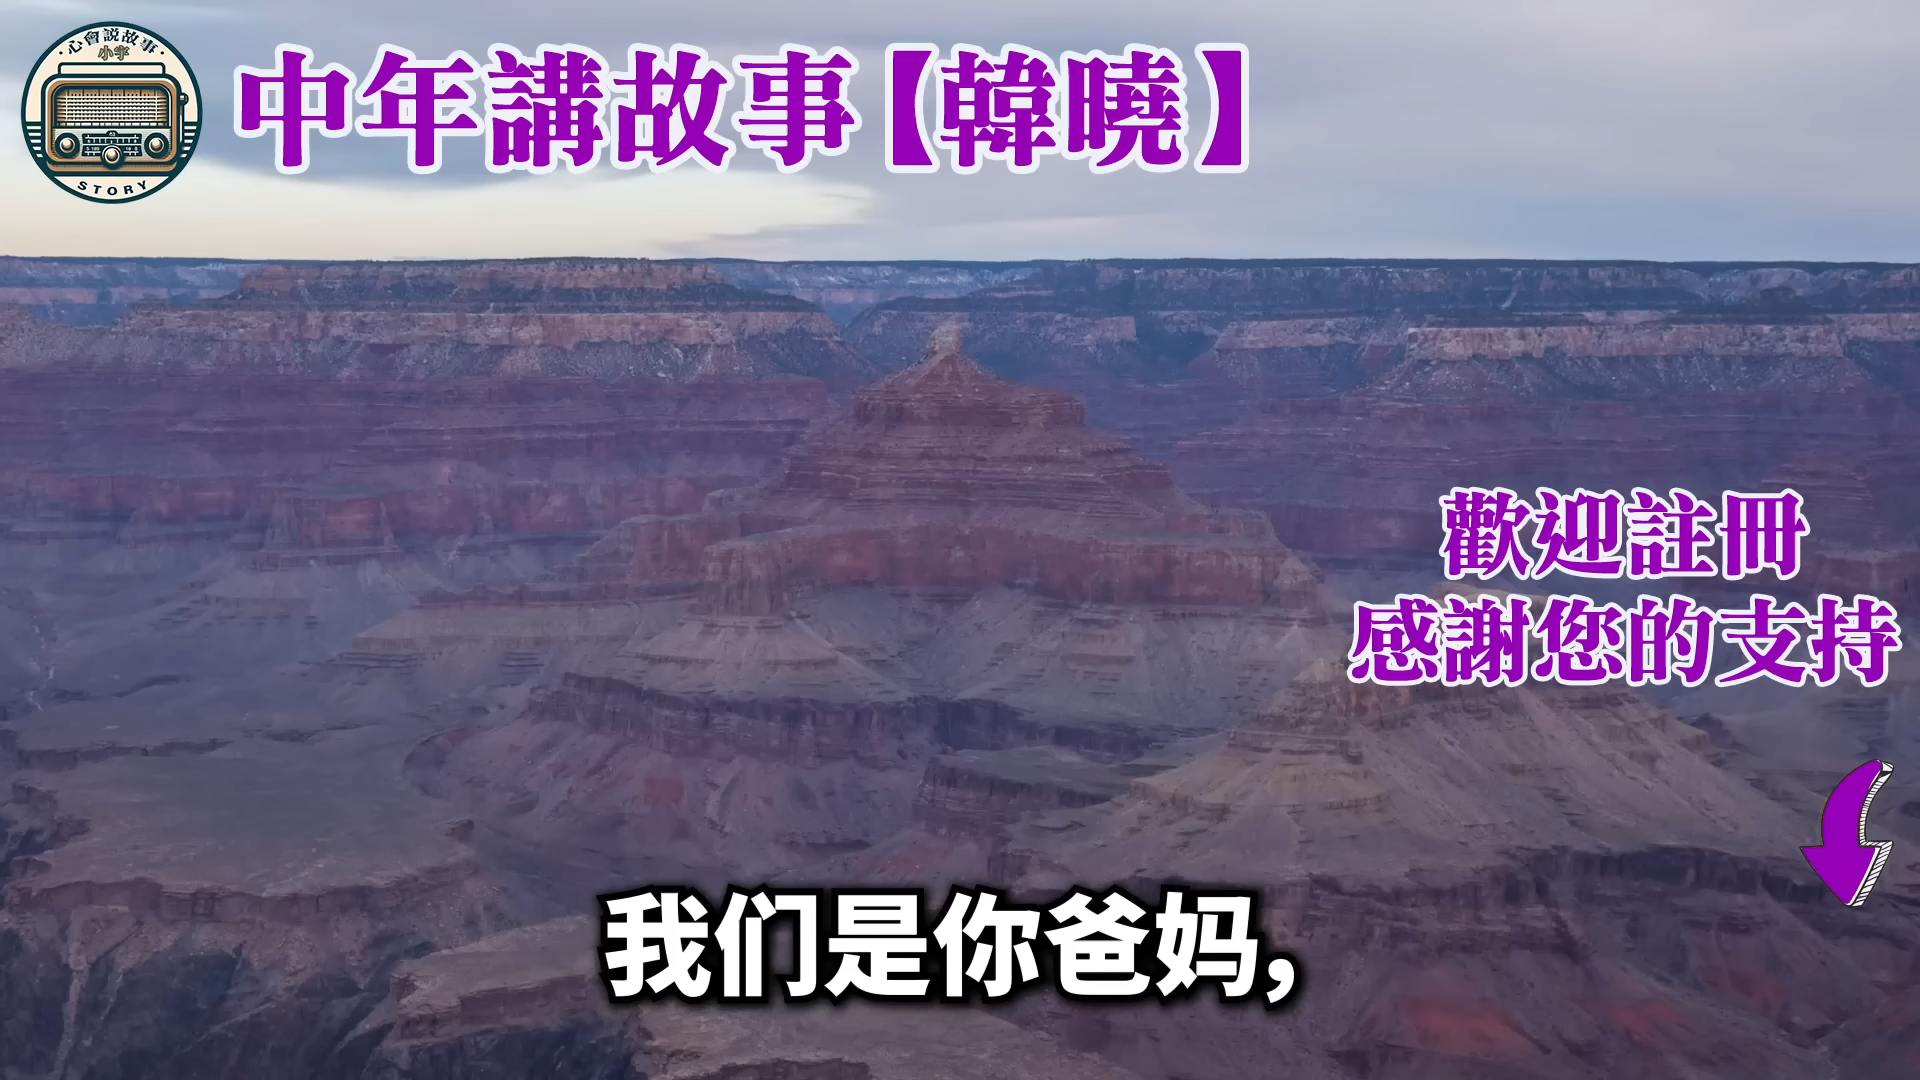 ·心會説故事·
小宇
STORY
中年講故事【韓曉】
歡迎註冊
感謝您的支持
我们是你爸妈,